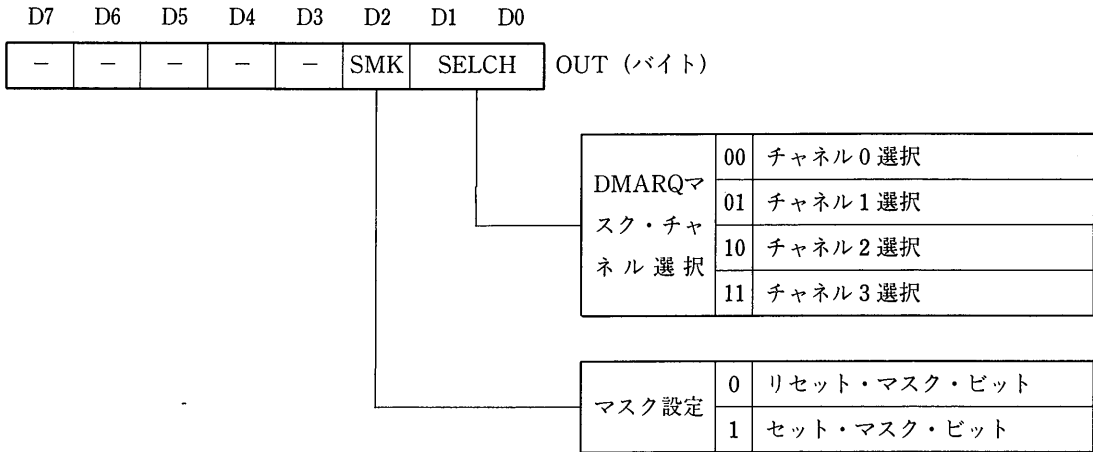 D7 D6 D5 D4 D3 D2 D1 D0
− − − − − SMK SELCH OUT (バイト)
DMARQマスク・チャネル選択
00 チャネル0選択
01 チャネル1選択
10 チャネル2選択
11 チャネル3選択
マスク設定
0 リセット・マスク・ビット
1 セット・マスク・ビット